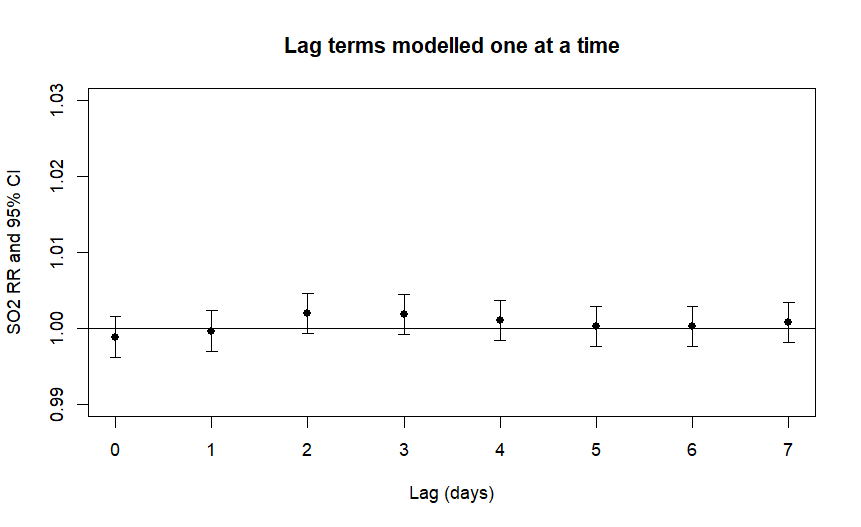 Lag terms modelled one at a time
SO2 RR and 95% CI
1.03
1.02
1.01
1.00
0.99
0 1 2 3 4 5 6 7
Lag (days)